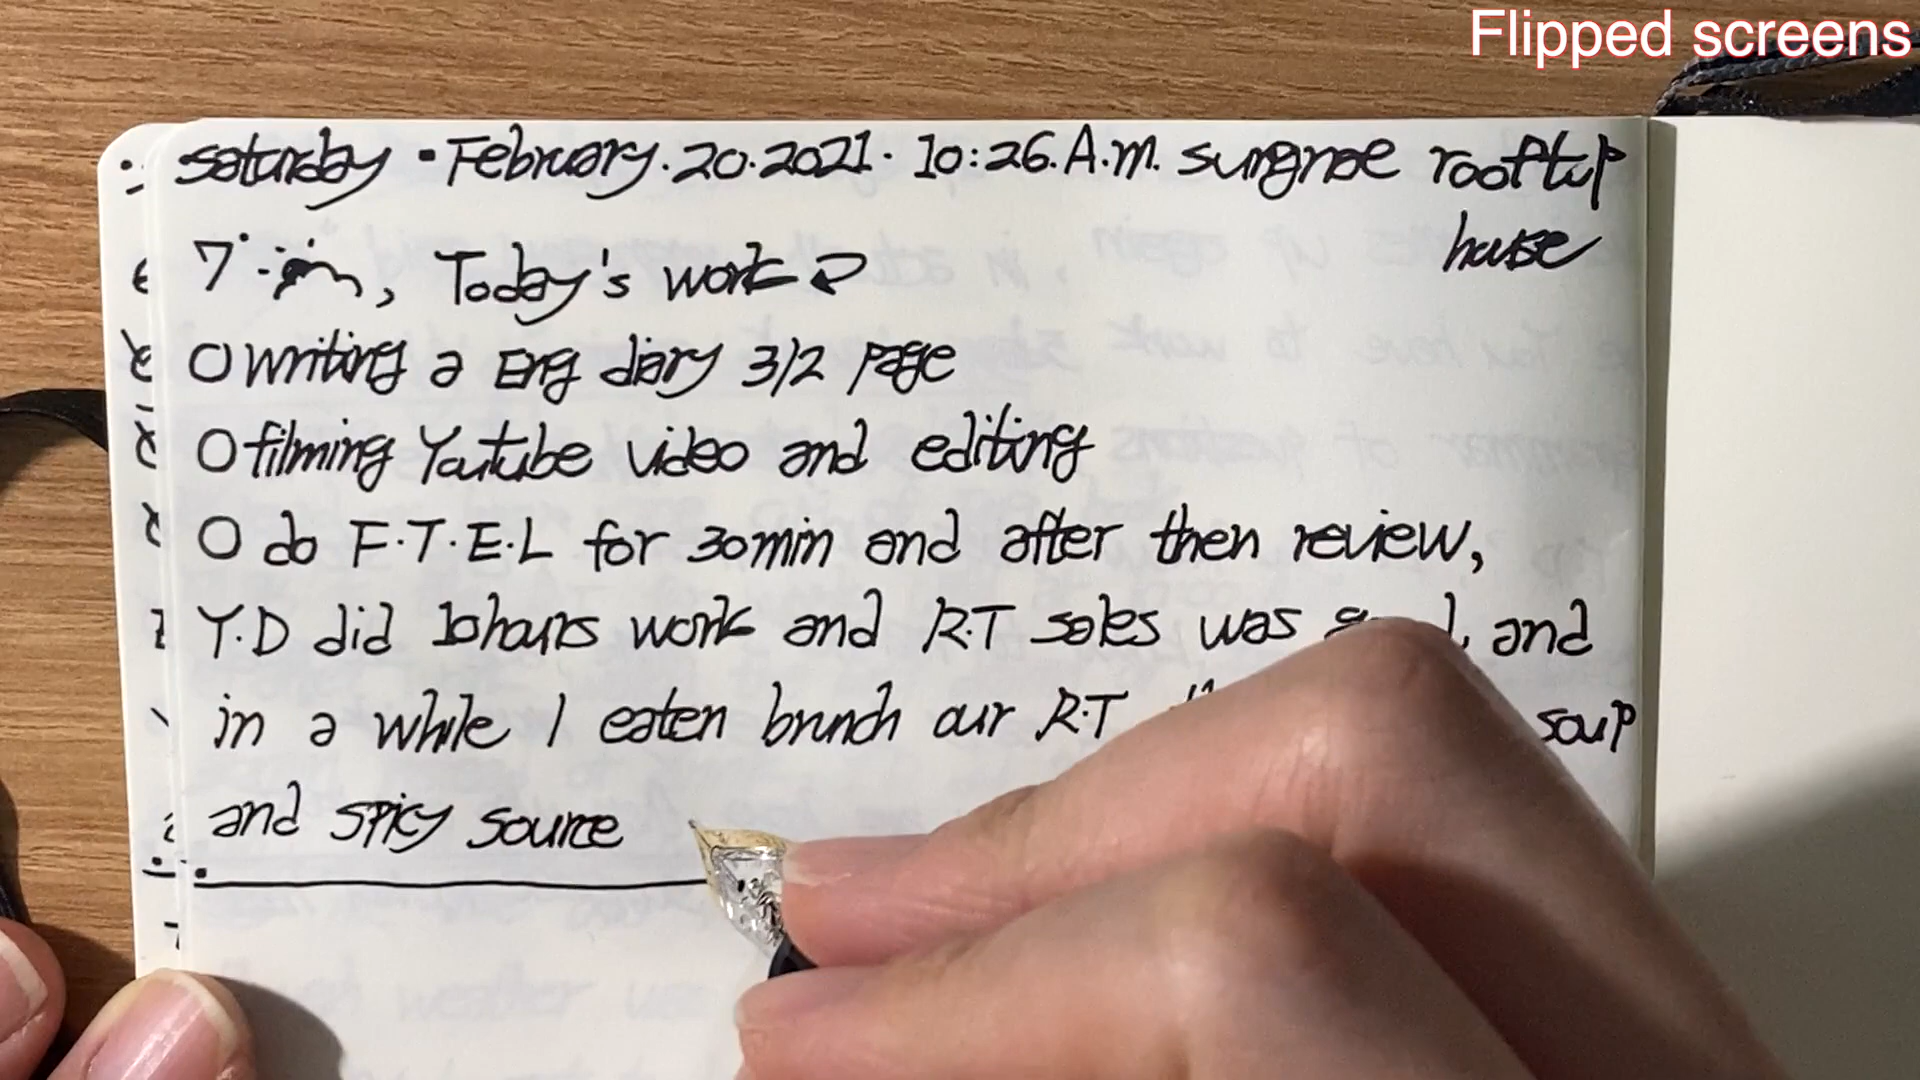 Flipped screens
Saturday • February. 20. 2021. 10:26. A.M. sungnae rooftop
house
7°, Today's work
O writing a Eng diary 3/2 page
O filming Youtube video and editing
O do F.T.E.L for 30min and after then review,
Y.D did 10hours work and R.T sales was and
in a while I eaten brunch our R.T soup
and spicy source